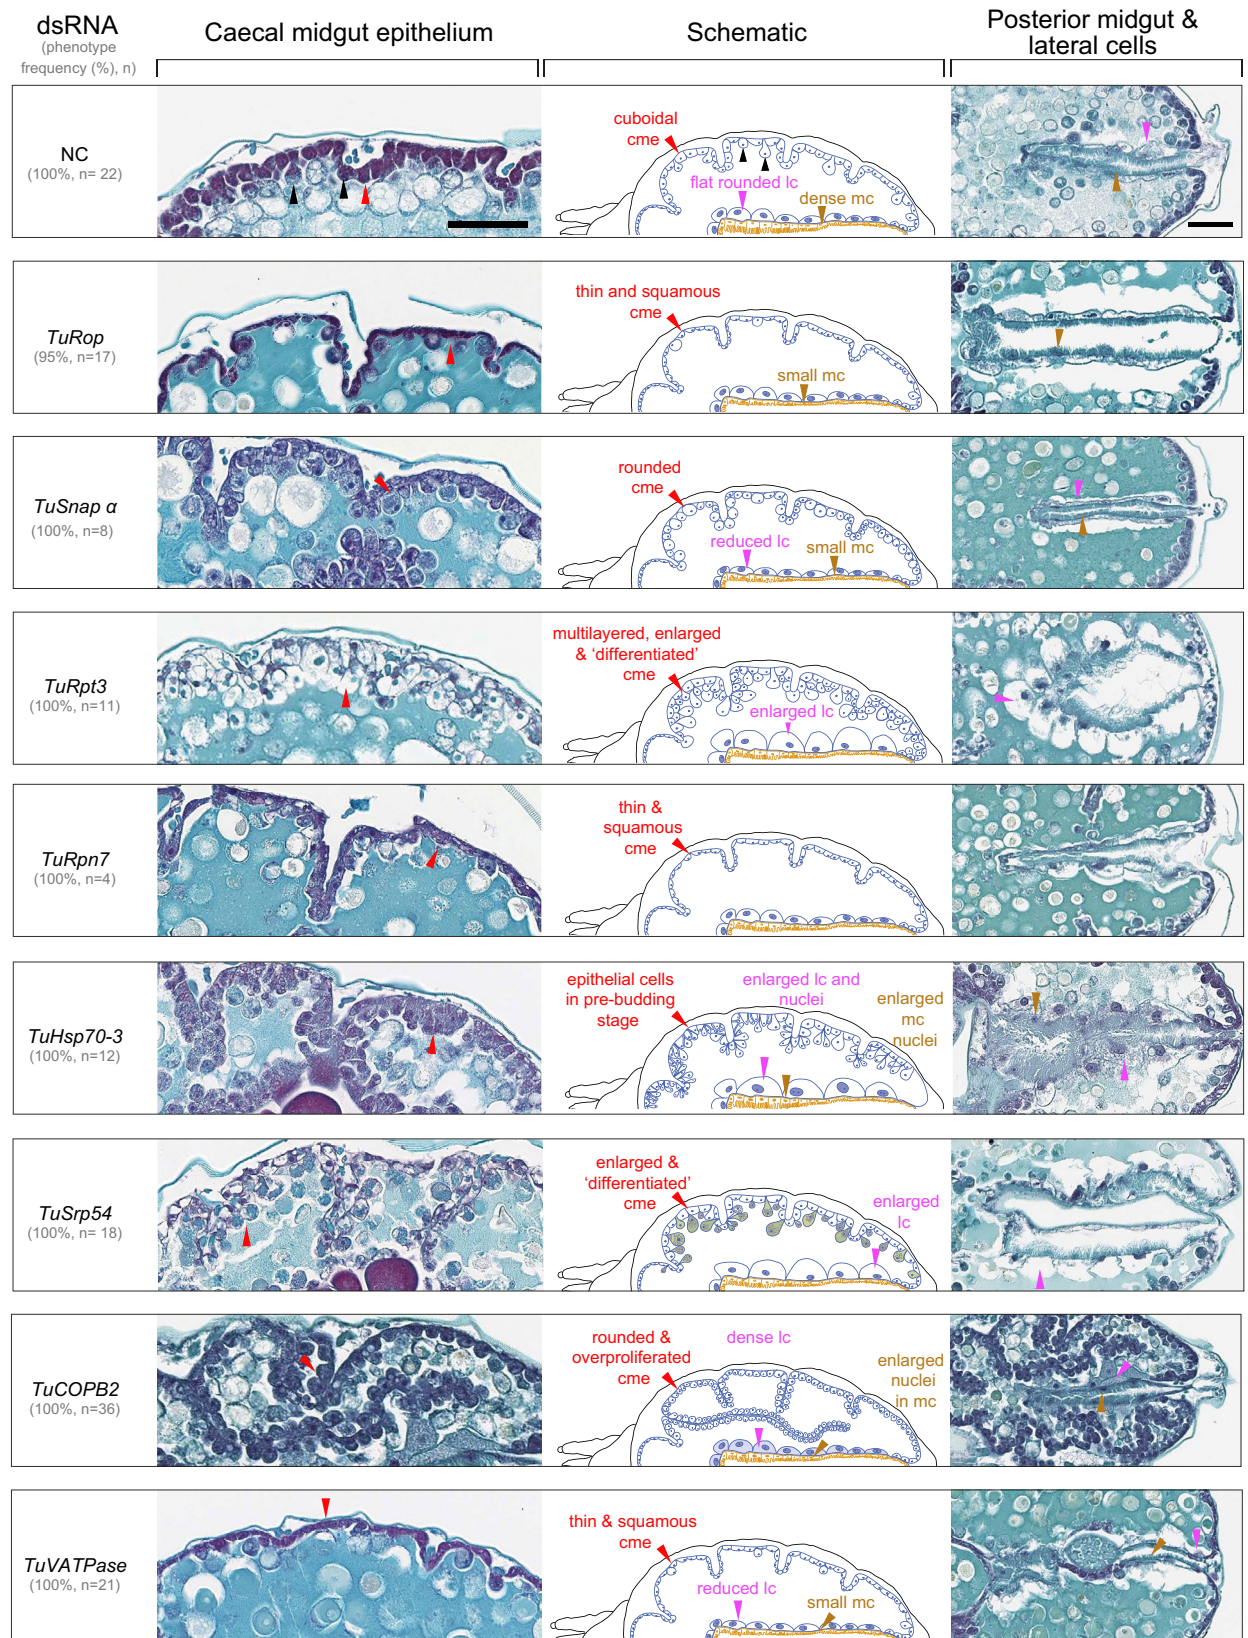 dsRNA
(phenotype
frequency (%), n)
Caecal midgut epithelium
Schematic
Posterior midgut &
lateral cells
NC
(100%, n= 22)
cuboidal
cme
flat rounded lc
dense mc
TuRop
(95%, n=17)
thin and squamous
cme
small mc
TuSnap α
(100%, n=8)
rounded
cme
reduced lc
small mc
TuRpt3
(100%, n=11)
multilayered, enlarged
& ‘differentiated’
cme
enlarged lc
TuRpn7
(100%, n=4)
thin &
squamous
cme
TuHsp70-3
(100%, n=12)
epithelial cells
in pre-budding
stage
enlarged lc and
nuclei
enlarged
mc
nuclei
TuSrp54
(100%, n= 18)
enlarged &
‘differentiated’
cme
enlarged
lc
TuCOPB2
(100%, n=36)
rounded &
overproliferated
cme
dense lc
enlarged
nuclei
in mc
TuVATPase
(100%, n=21)
thin & squamous
cme
reduced lc
small mc